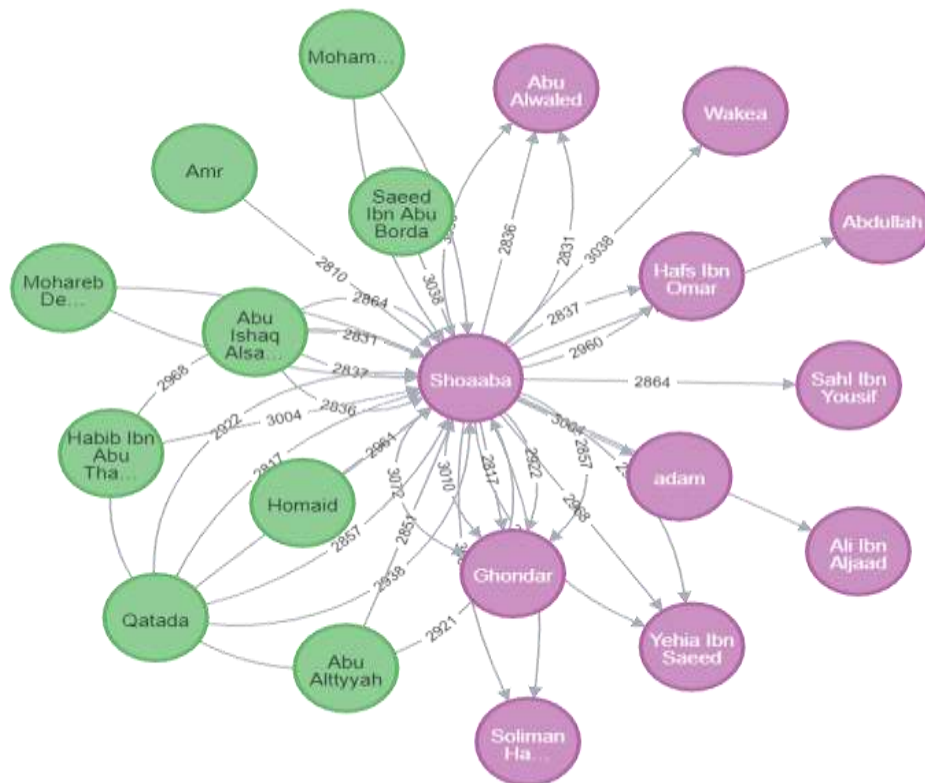 Moham...
Abu
Alwaled
Wakea
Amr
Saeed
Ibn Abu
Borda
Abdullah
2836
2831
3038
2810
3038
Hafs Ibn
Omar
Mohareb
De...
Abu
Ishaq
Alsa...
2864
2831
2837
2837
2960
2968
2836
Shoaaba
2864
Sahl Ibn
Yousif
2922
3004
3004
Habib Ibn
Abu
Tha...
2817
2961
2857
adam
Homaid
3072
3010
2817
2922
2968
2857
2851
Ali Ibn
Aljaad
2938
Ghondar
Qatada
2921
Yehia Ibn
Saeed
Abu
Alttyyah
Soliman
Ha...